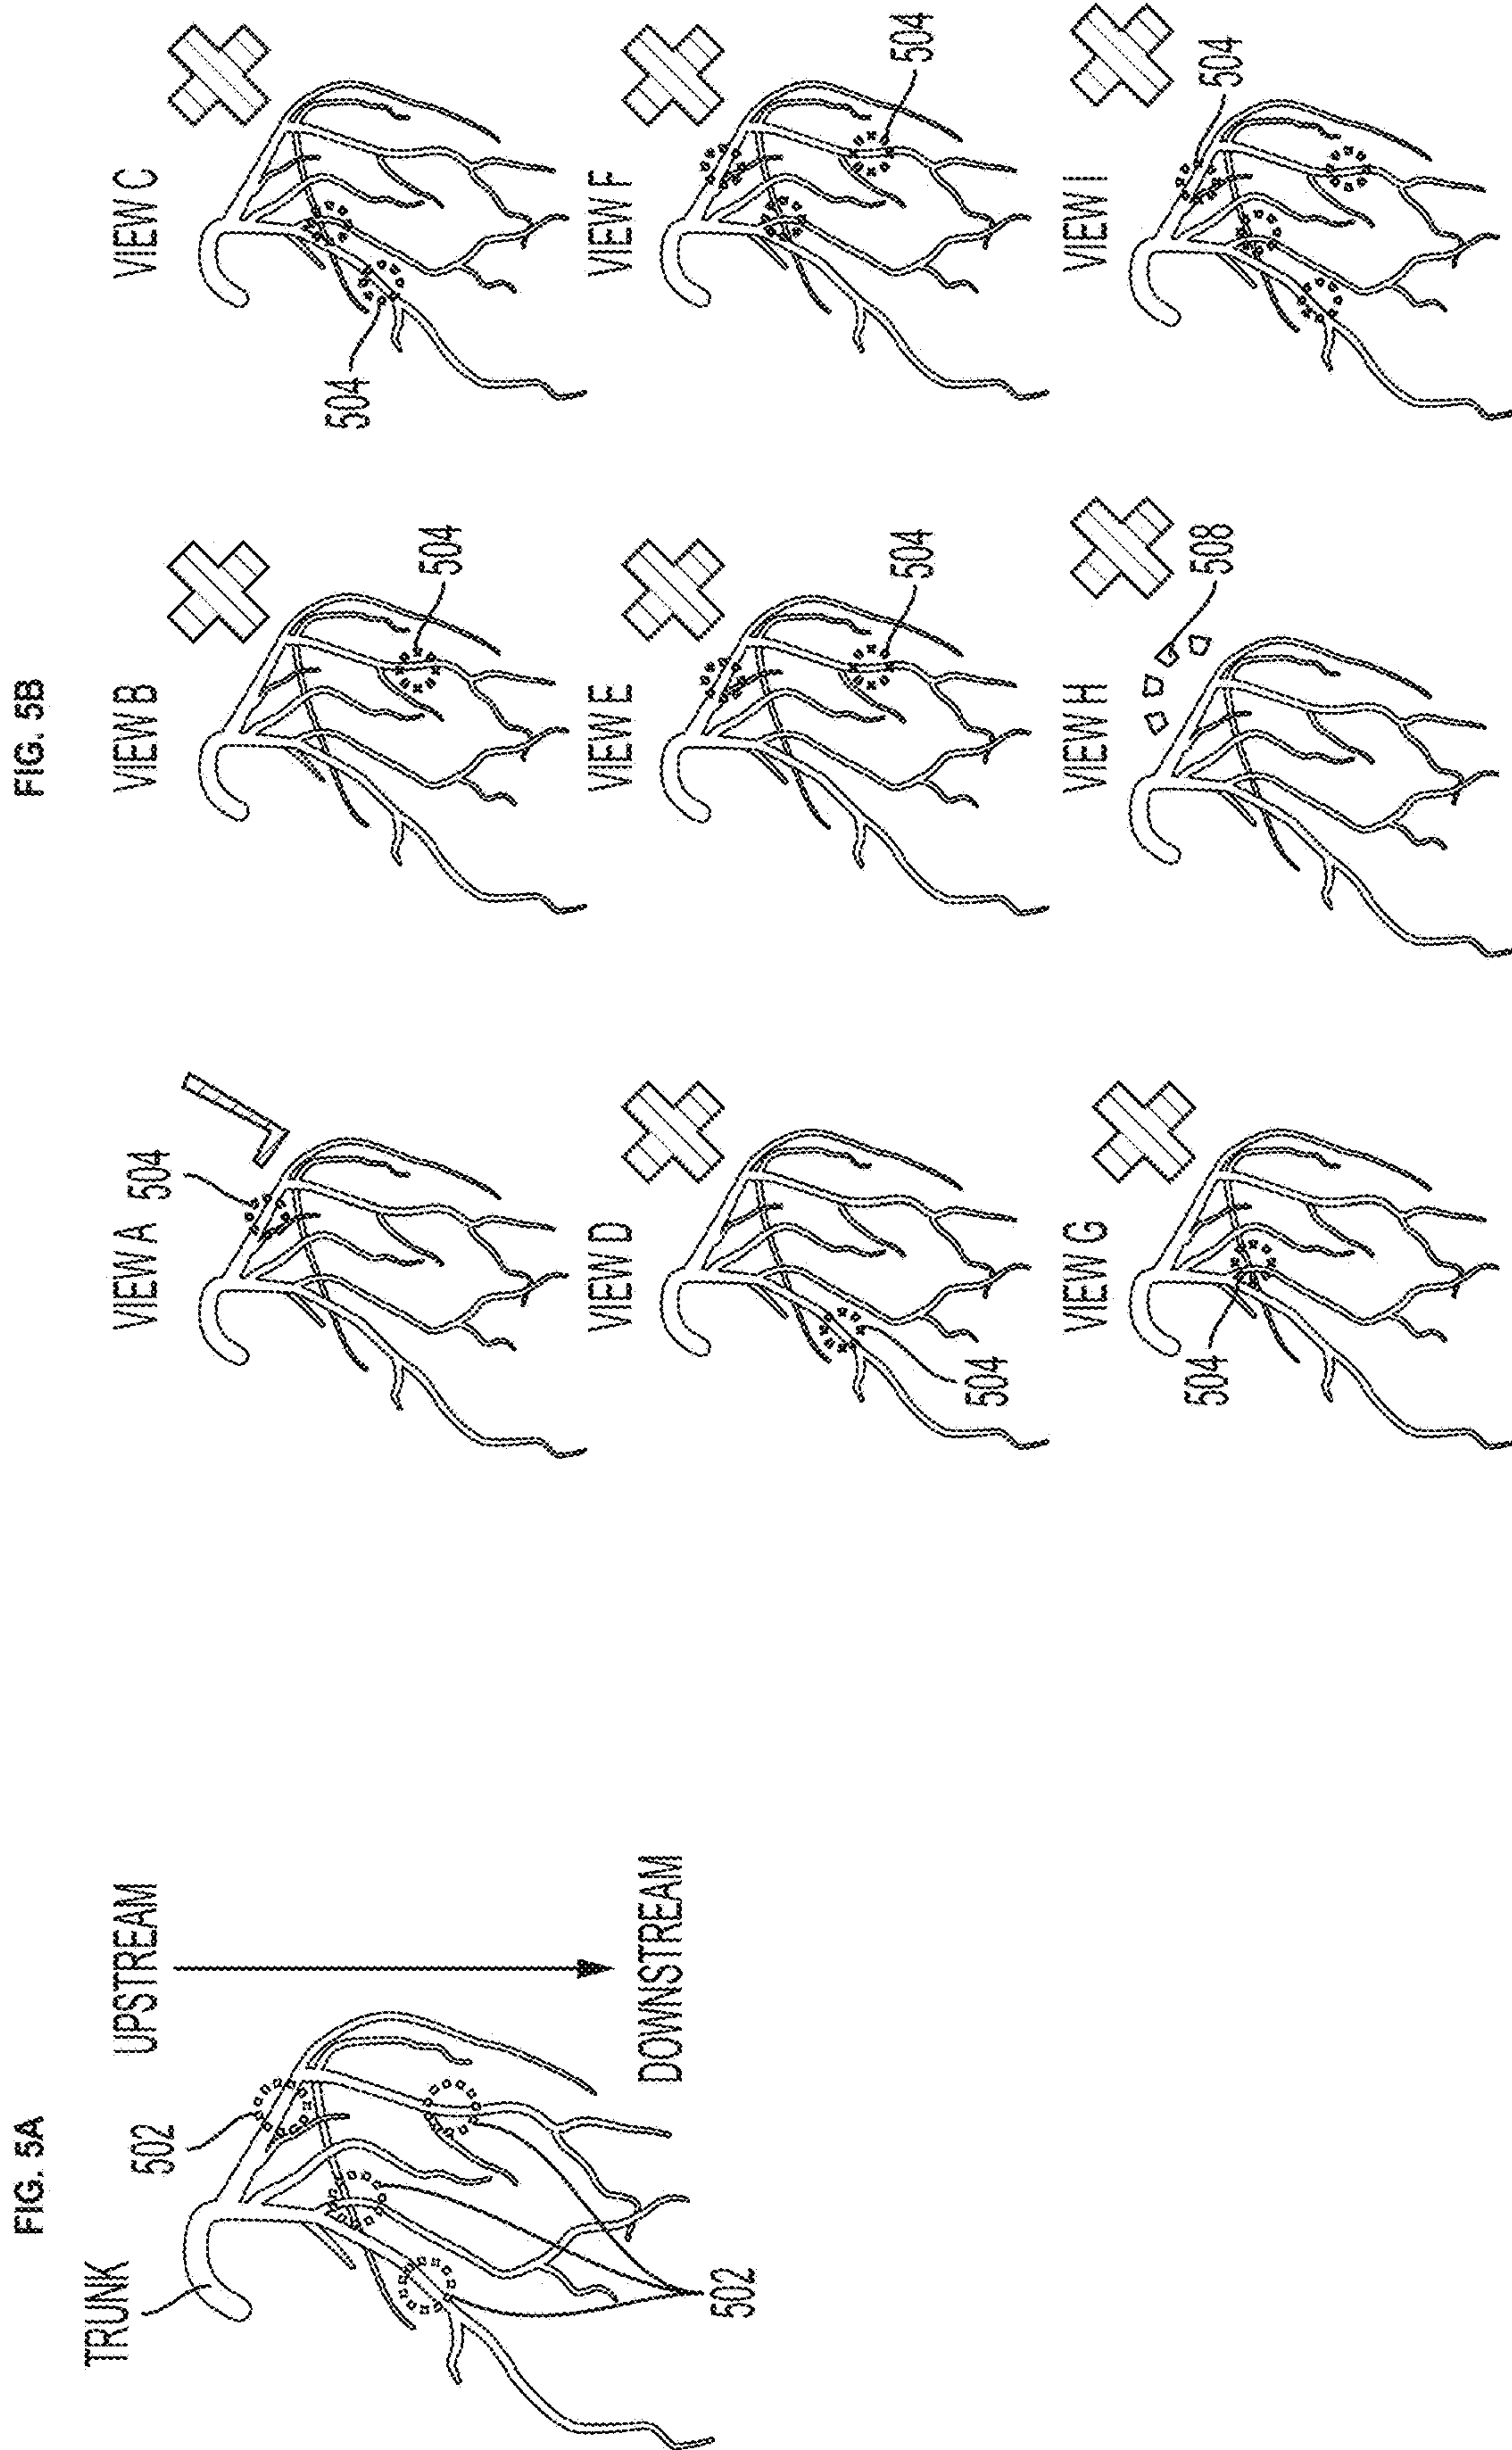 FIG. 5A
TRUNK
502
UPSTREAM
DOWNSTREAM
502
FIG. 5B
VIEW A
504
VIEW B
504
VIEW C
504
VIEW D
504
VIEW E
504
VIEW F
504
VIEW G
504
VIEW H
508
VIEW I
504